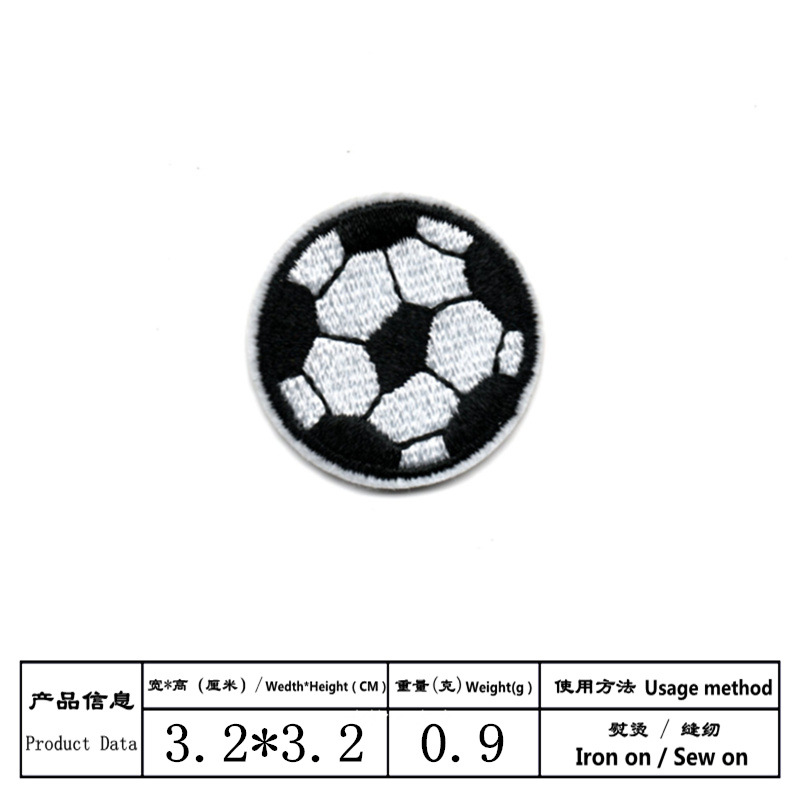 产品信息
Product Data
宽*高（厘米）/ Wedth*Height ( CM )
3.2*3.2
重量(克) Weight(g)
0.9
使用方法 Usage method
熨烫 / 缝纫
Iron on / Sew on